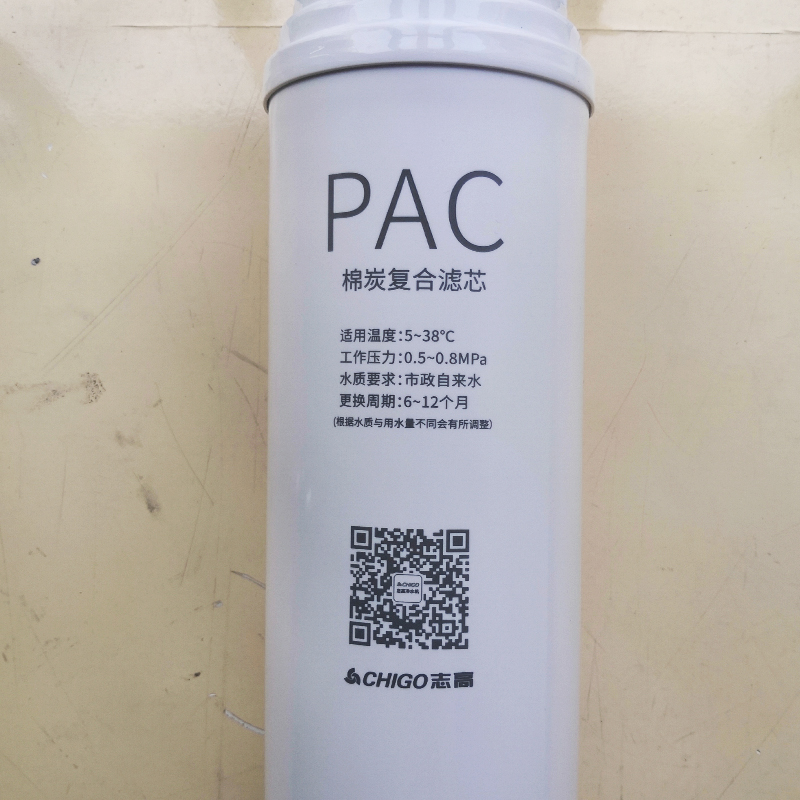 PAC
棉炭复合滤芯
适用温度:5~38℃
工作压力:0.5~0.8MPa
水质要求:市政自来水
更换周期:6~12个月
(根据水质与用水量不同会有所调整)
CHIGO
CHIGO志高